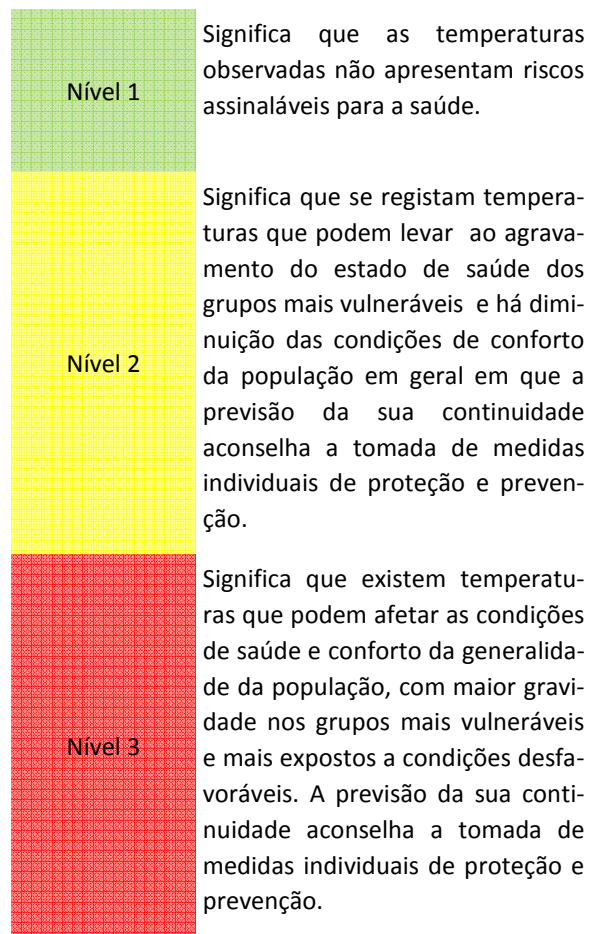 Nível 1
Significa que as temperaturas
observadas não apresentam riscos
assinaláveis para a saúde.
Nível 2
Significa que se registam tempera-
turas que podem levar ao agrava-
mento do estado de saúde dos
grupos mais vulneráveis e há dimi-
nuição das condições de conforto
da população em geral em que a
previsão da sua continuidade
aconselha a tomada de medidas
individuais de proteção e preven-
ção.
Nível 3
Significa que existem temperatu-
ras que podem afetar as condições
de saúde e conforto da generalida-
de da população, com maior gravi-
dade nos grupos mais vulneráveis
e mais expostos a condições desfa-
voráveis. A previsão da sua conti-
nuidade aconselha a tomada de
medidas individuais de proteção e
prevenção.